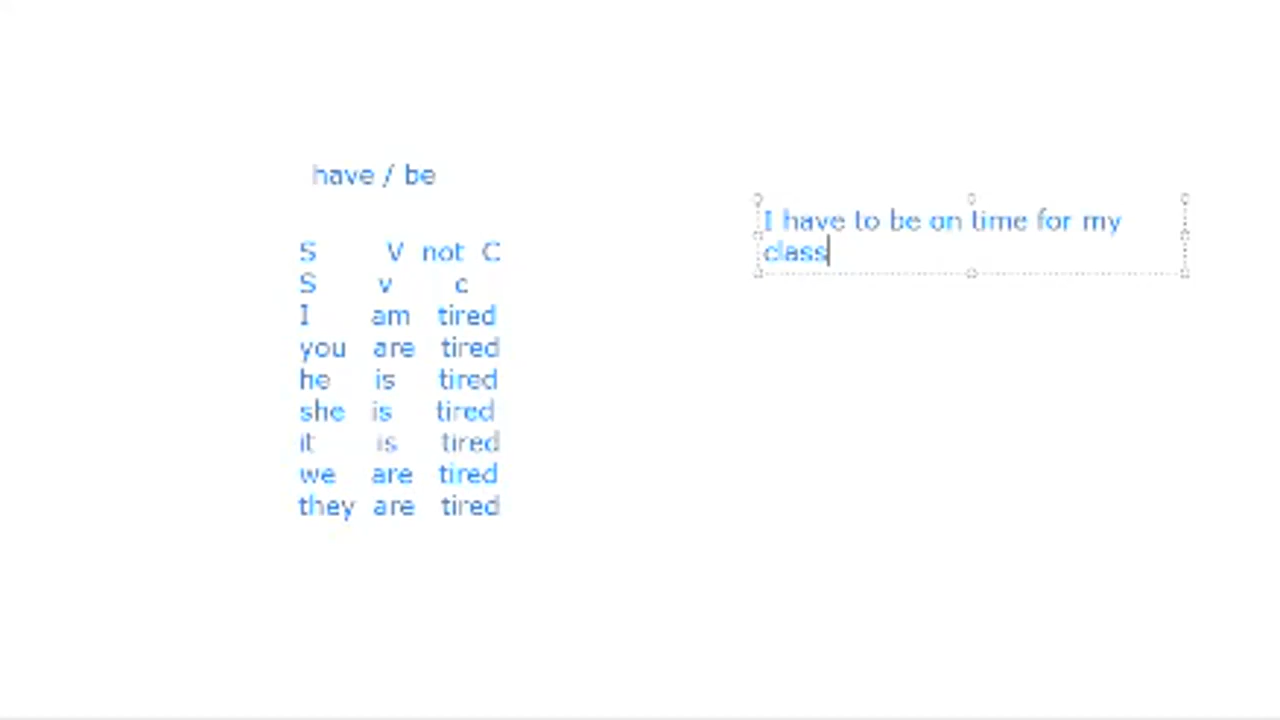 have / be
S V not C
S v c
I am tired
you are tired
he is tired
she is tired
it is tired
we are tired
they are tired
I have to be on time for my
class